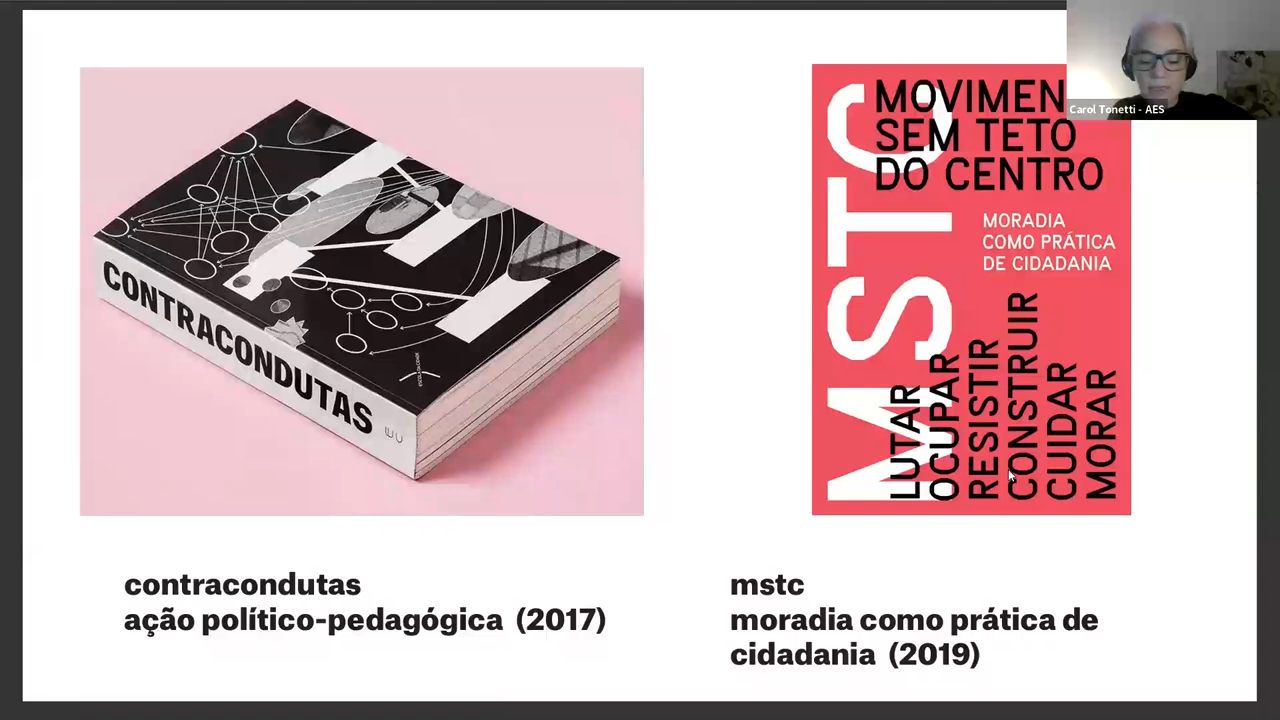 Carol Tonetti - AES
CONTRACONDUTAS
MSTC
MOVIMEN
SEM TETO
DO CENTRO
MORADIA
COMO PRÁTICA
DE CIDADANIA
LUTAR
OCUPAR
RESISTIR
CONSTRUIR
CUIDAR
MORAR
contracondutas
ação político-pedagógica (2017)
mstc
moradia como prática de
cidadania (2019)